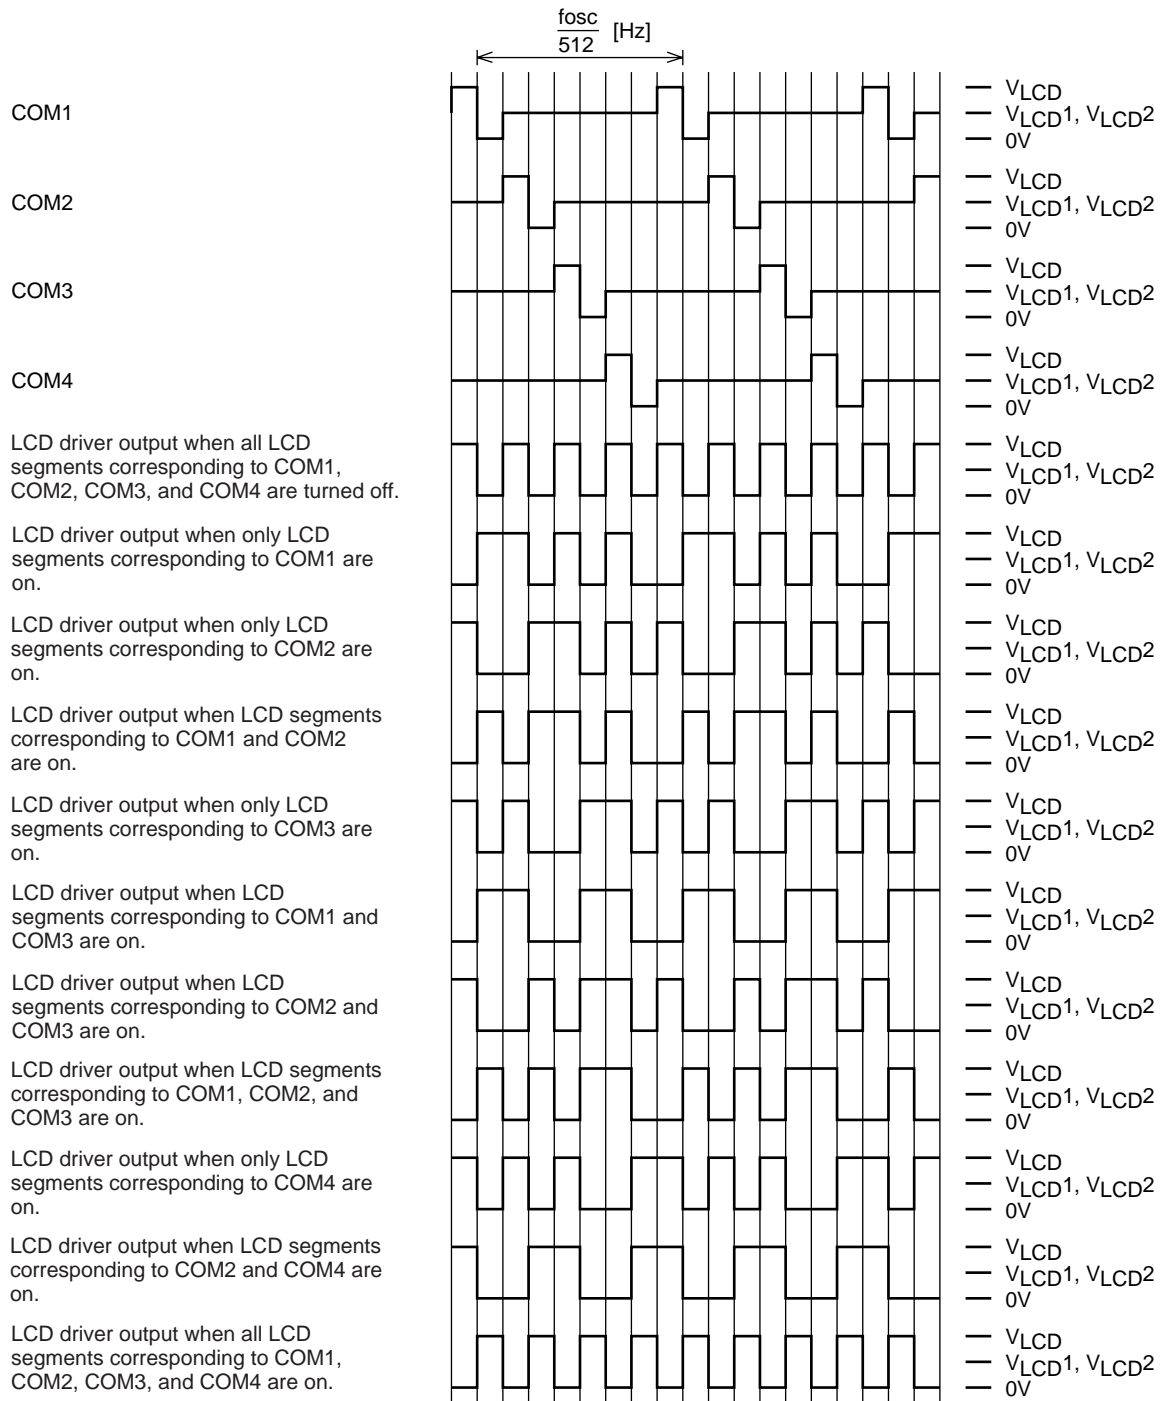 fosc
512
[Hz]
COM1
VLCD
VLCD1, VLCD2
0V
COM2
VLCD
VLCD1, VLCD2
0V
COM3
VLCD
VLCD1, VLCD2
0V
COM4
VLCD
VLCD1, VLCD2
0V
LCD driver output when all LCD
segments corresponding to COM1,
COM2, COM3, and COM4 are turned off.
VLCD
VLCD1, VLCD2
0V
LCD driver output when only LCD
segments corresponding to COM1 are
on.
VLCD
VLCD1, VLCD2
0V
LCD driver output when only LCD
segments corresponding to COM2 are
on.
VLCD
VLCD1, VLCD2
0V
LCD driver output when LCD segments
corresponding to COM1 and COM2
are on.
VLCD
VLCD1, VLCD2
0V
LCD driver output when only LCD
segments corresponding to COM3 are
on.
VLCD
VLCD1, VLCD2
0V
LCD driver output when LCD
segments corresponding to COM1 and
COM3 are on.
VLCD
VLCD1, VLCD2
0V
LCD driver output when LCD
segments corresponding to COM2 and
COM3 are on.
VLCD
VLCD1, VLCD2
0V
LCD driver output when LCD segments
corresponding to COM1, COM2, and
COM3 are on.
VLCD
VLCD1, VLCD2
0V
LCD driver output when only LCD
segments corresponding to COM4 are
on.
VLCD
VLCD1, VLCD2
0V
LCD driver output when LCD segments
corresponding to COM2 and COM4 are
on.
VLCD
VLCD1, VLCD2
0V
LCD driver output when all LCD
segments corresponding to COM1,
COM2, COM3, and COM4 are on.
VLCD
VLCD1, VLCD2
0V